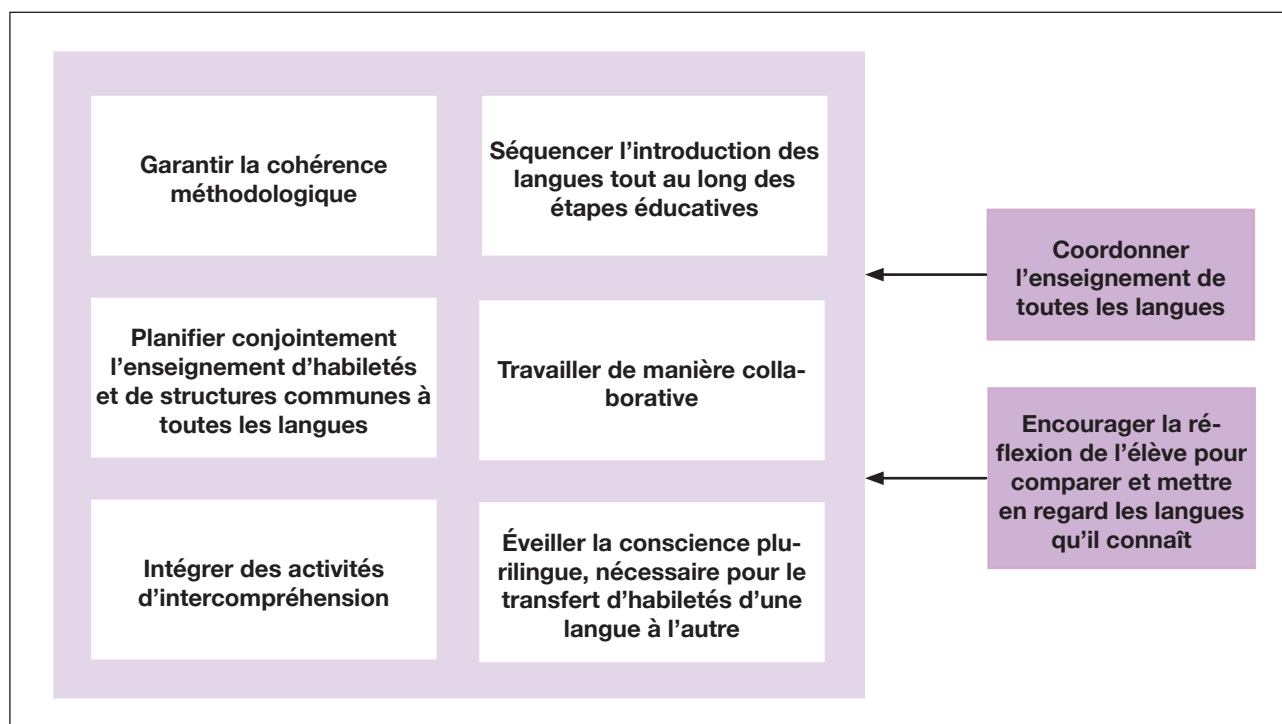 Garantir la cohérence
méthodologique
Séquencer l’introduction des
langues tout au long des
étapes éducatives
Planifier conjointement
l’enseignement d’habiletés
et de structures communes à
toutes les langues
Travailler de manière colla-
borative
Intégrer des activités
d’intercompréhension
Éveiller la conscience plu-
rilingue, nécessaire pour le
transfert d’habiletés d’une
langue à l’autre
Coordonner
l’enseignement de
toutes les langues
Encourager la ré-
flexion de l’élève pour
comparer et mettre
en regard les langues
qu’il connaît